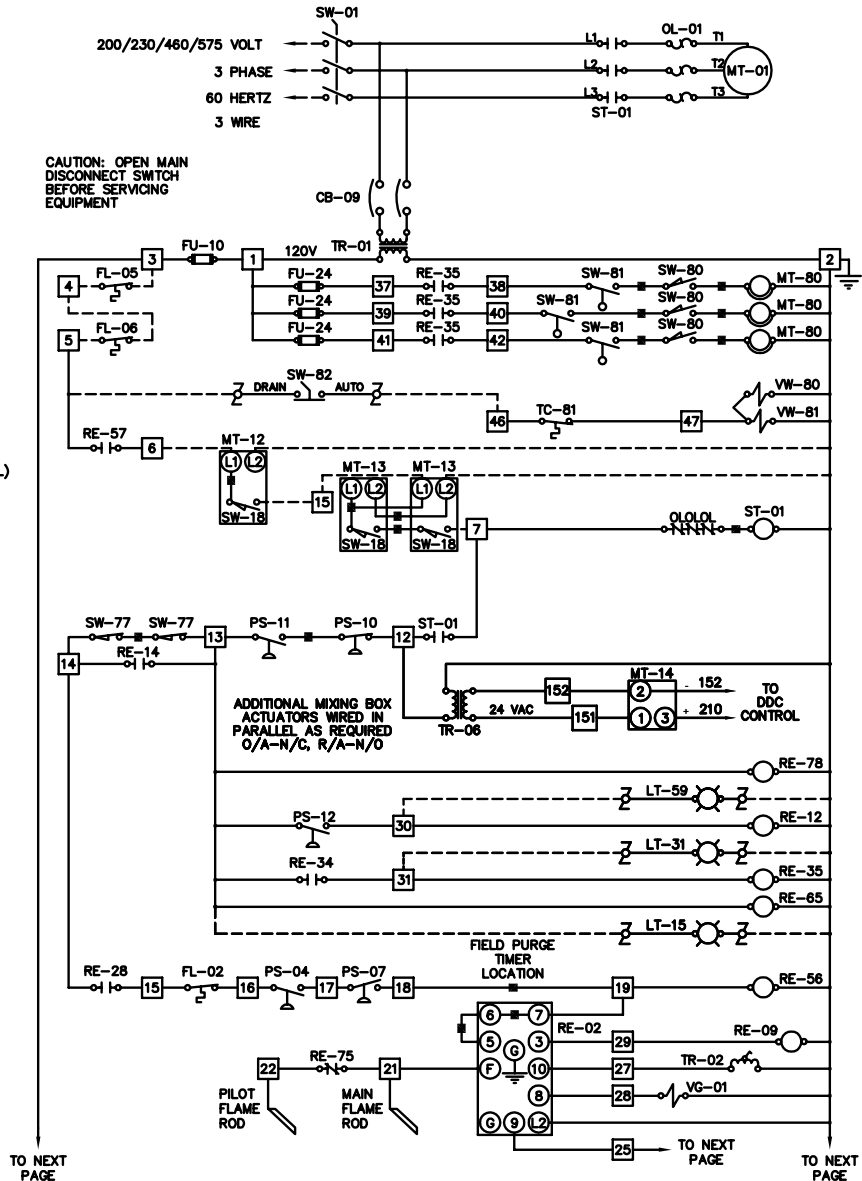 SW-01
200/230/460/575 VOLT
L1 OL-01 T1
3 PHASE
L2 T2 MT-01
60 HERTZ
L3 T3
3 WIRE
ST-01
CAUTION: OPEN MAIN
DISCONNECT SWITCH
BEFORE SERVICING
EQUIPMENT
CB-09
TR-01
3 FU-10 1 120V 2
4 FL-05 FU-24 37 RE-35 38 SW-81 SW-80 MT-80
FU-24 39 RE-35 40 SW-81 SW-80 MT-80
5 FL-06 FU-24 41 RE-35 42 SW-81 SW-80 MT-80
DRAIN SW-82 AUTO
VW-80
46 TC-81 47 VW-81
RE-57 6 MT-12
L1 L2
L)
MT-13 MT-13
15 L1 L2 L1 L2
SW-18
7 OLOLOL ST-01
SW-18 SW-18
SW-77 SW-77 13 PS-11 PS-10 12 ST-01
14 RE-14
MT-14
152 2 - 152
24 VAC 151 1 3 + 210
TO
DDC
CONTROL
TR-06
ADDITIONAL MIXING BOX
ACTUATORS WIRED IN
PARALLEL AS REQUIRED
O/A-N/C, R/A-N/O
RE-78
LT-59
PS-12 30 RE-12
LT-31
RE-34 31 RE-35
RE-65
LT-15
FIELD PURGE
TIMER
LOCATION
RE-28 15 FL-02 16 PS-04 17 PS-07 18 19 RE-56
6 7 RE-02
5 3 29 RE-09
G
22 RE-75 21 F 10 27 TR-02
8 28 VG-01
PILOT
FLAME
ROD
MAIN
FLAME
ROD
G 9 L2
25 TO NEXT
PAGE
TO NEXT
PAGE
TO NEXT
PAGE